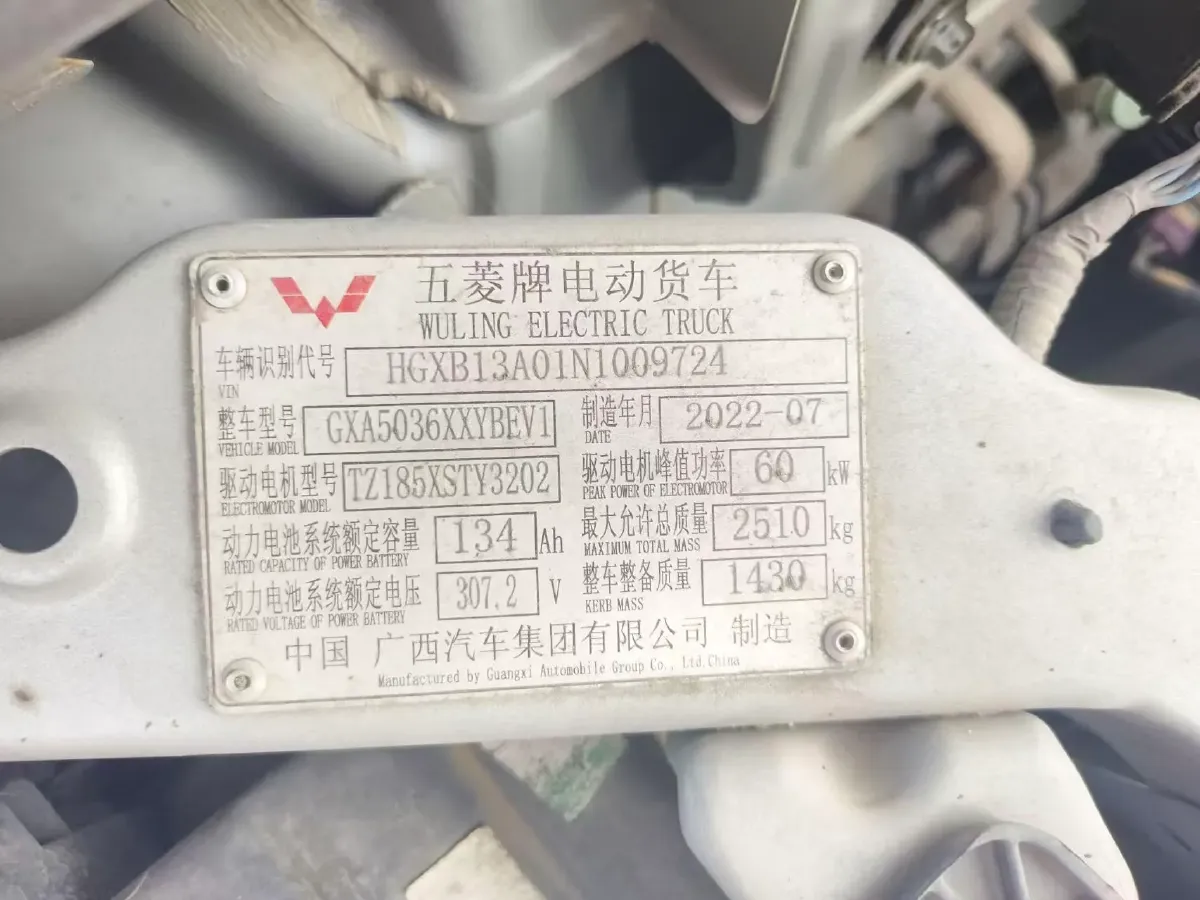 五菱牌电动货车
WULING ELECTRIC TRUCK
车辆识别代号 HGXB13A01N1009724
VIN
整车型号 GXA5036XXYBEV1 制造年月 2022-07
VEHICLE MODEL DATE
驱动电机型号 TZ185XSTY3202 驱动电机峰值功率 60 kW
ELECTROMOTOR MODEL PEAK POWER OF ELECTROMOTOR
动力电池系统额定容量 134 Ah 最大允许总质量 2510 kg
RATED CAPACITY OF POWER BATTERY MAXIMUM TOTAL MASS
动力电池系统额定电压 307.2 V 整车整备质量 1430 kg
RATED VOLTAGE OF POWER BATTERY KERB MASS
中国 广西汽车集团有限公司 制造
Manufactured by Guangxi Automobile Group Co., Ltd.China